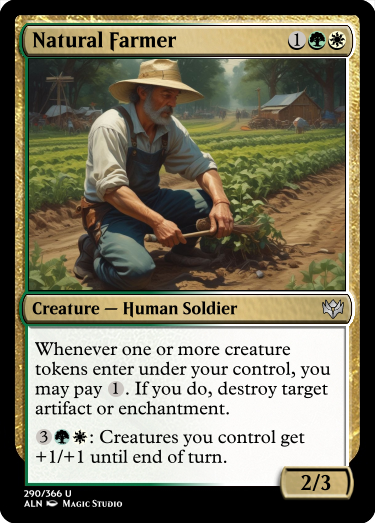 Natural Farmer 1
Creature — Human Soldier
Whenever one or more creature
tokens enter under your control, you
may pay 1. If you do, destroy target
artifact or enchantment.
3: Creatures you control get
+1/+1 until end of turn.
2/3
290/366 U
ALN Magic Studio